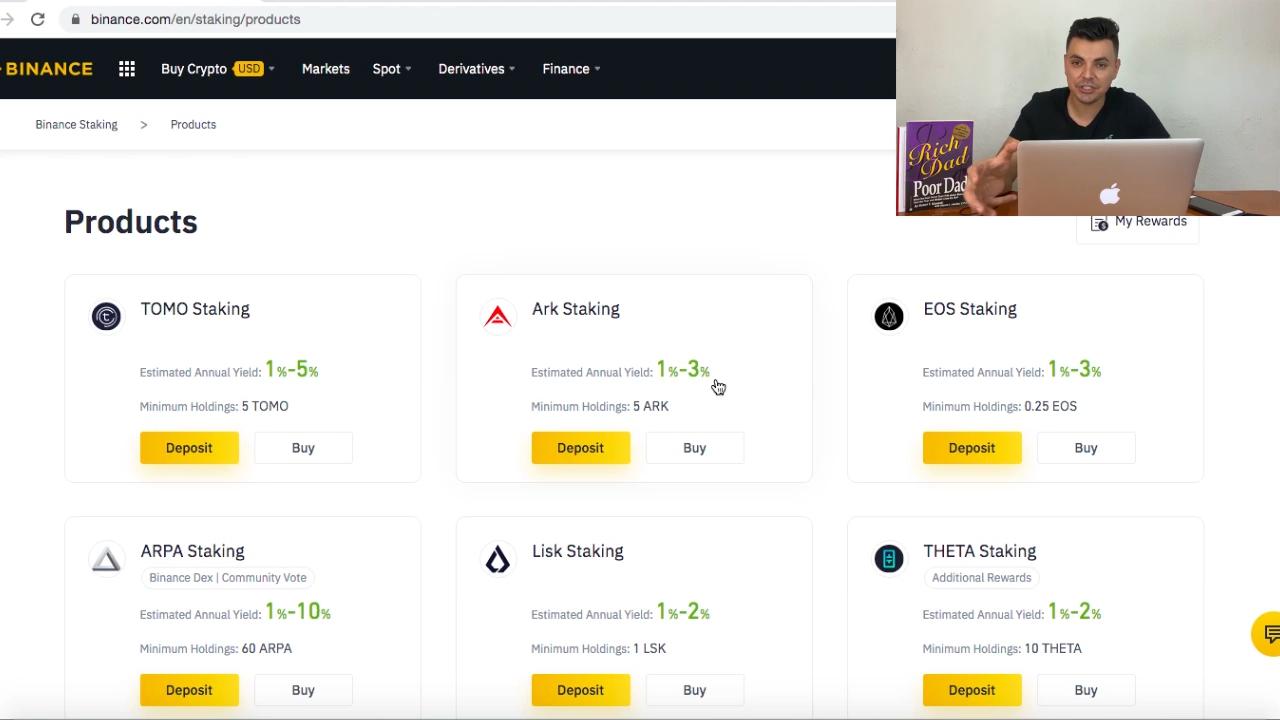 binance.com/en/staking/products
BINANCE
Buy Crypto USD
Markets
Spot
Derivatives
Finance
Binance Staking > Products
Rich
Dad
Poor Dad
Products
My Rewards
TOMO Staking
Estimated Annual Yield: 1%-5%
Minimum Holdings: 5 TOMO
Deposit
Buy
Ark Staking
Estimated Annual Yield: 1%-3%
Minimum Holdings: 5 ARK
Deposit
Buy
EOS Staking
Estimated Annual Yield: 1%-3%
Minimum Holdings: 0.25 EOS
Deposit
Buy
ARPA Staking
Binance Dex | Community Vote
Estimated Annual Yield: 1%-10%
Minimum Holdings: 60 ARPA
Deposit
Buy
Lisk Staking
Estimated Annual Yield: 1%-2%
Minimum Holdings: 1 LSK
Deposit
Buy
THETA Staking
Additional Rewards
Estimated Annual Yield: 1%-2%
Minimum Holdings: 10 THETA
Deposit
Buy